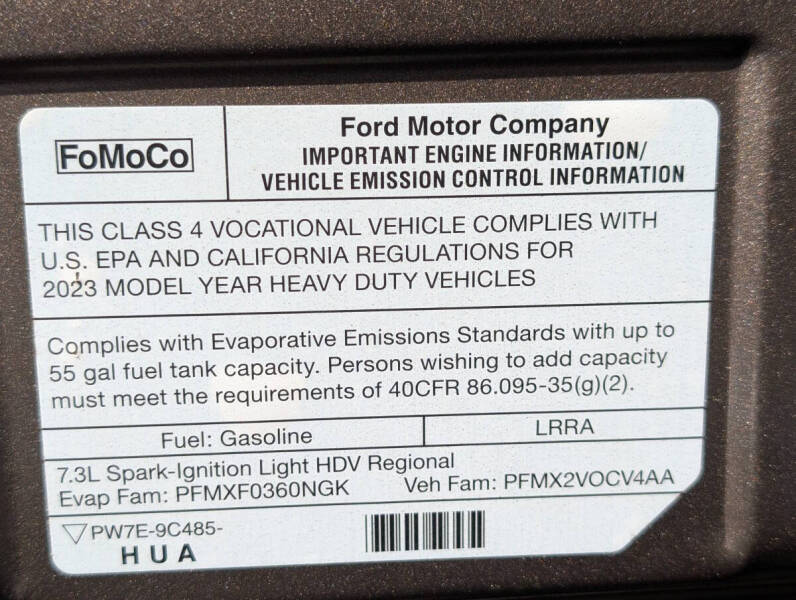 FoMoCo
Ford Motor Company
IMPORTANT ENGINE INFORMATION/
VEHICLE EMISSION CONTROL INFORMATION
THIS CLASS 4 VOCATIONAL VEHICLE COMPLIES WITH
U.S. EPA AND CALIFORNIA REGULATIONS FOR
2023 MODEL YEAR HEAVY DUTY VEHICLES
Complies with Evaporative Emissions Standards with up to
55 gal fuel tank capacity. Persons wishing to add capacity
must meet the requirements of 40CFR 86.095-35(g)(2).
Fuel: Gasoline
LRRA
7.3L Spark-Ignition Light HDV Regional
Evap Fam: PFMXF0360NGK Veh Fam: PFMX2VOCV4AA
PW7E-9C485-
HUA